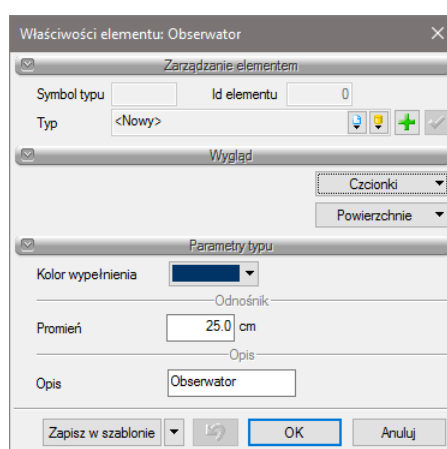 Właściwości elementu: Obserwator
Zarządzanie elementem
Symbol typu Id elementu 0
Typ <Nowy>
Wygląd
Czcionki
Powierzchnie
Parametry typu
Kolor wypełnienia
Odnośnik
Promień 25.0 cm
Opis
Opis Obserwator
Zapisz w szablonie OK Anuluj